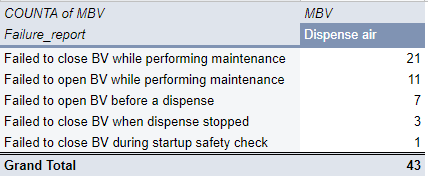 COUNTA of MBV MBV
Failure_report Dispense air
Failed to close BV while performing maintenance 21
Failed to open BV while performing maintenance 11
Failed to open BV before a dispense 7
Failed to close BV when dispense stopped 3
Failed to close BV during startup safety check 1
Grand Total 43